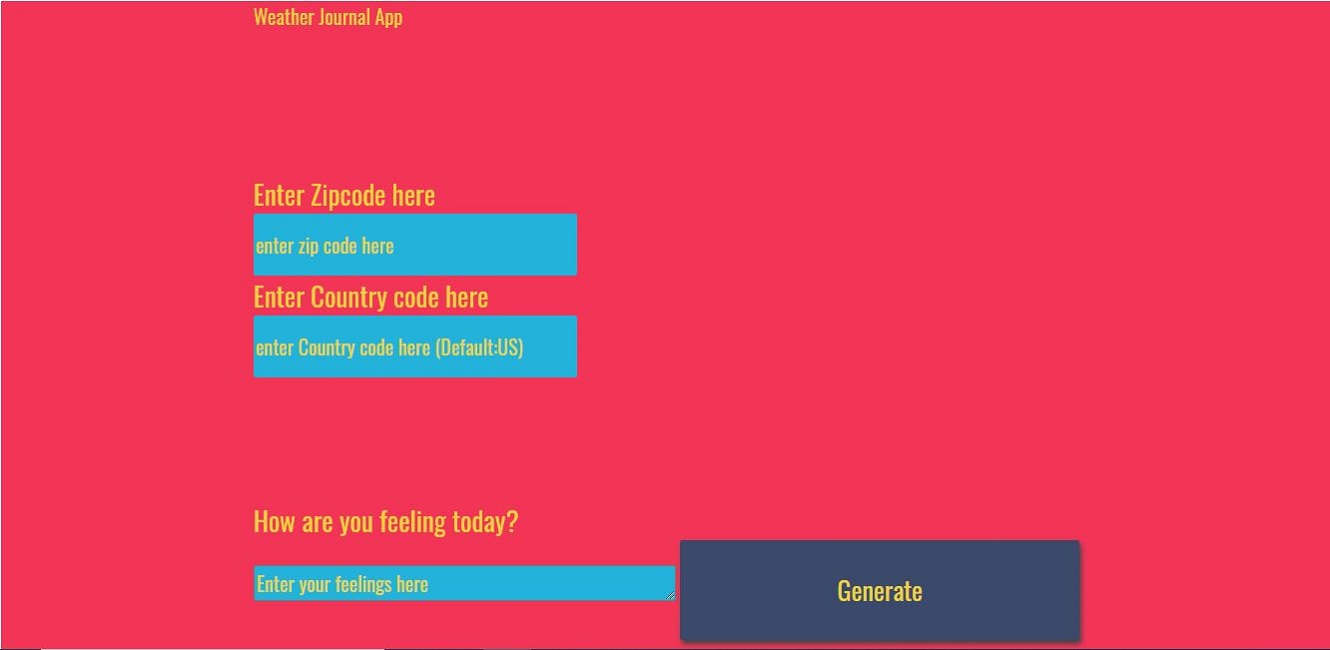 Weather Journal App
Enter Zipcode here
enter zip code here
Enter Country code here
enter Country code here (Default:US)
How are you feeling today?
Enter your feelings here
Generate